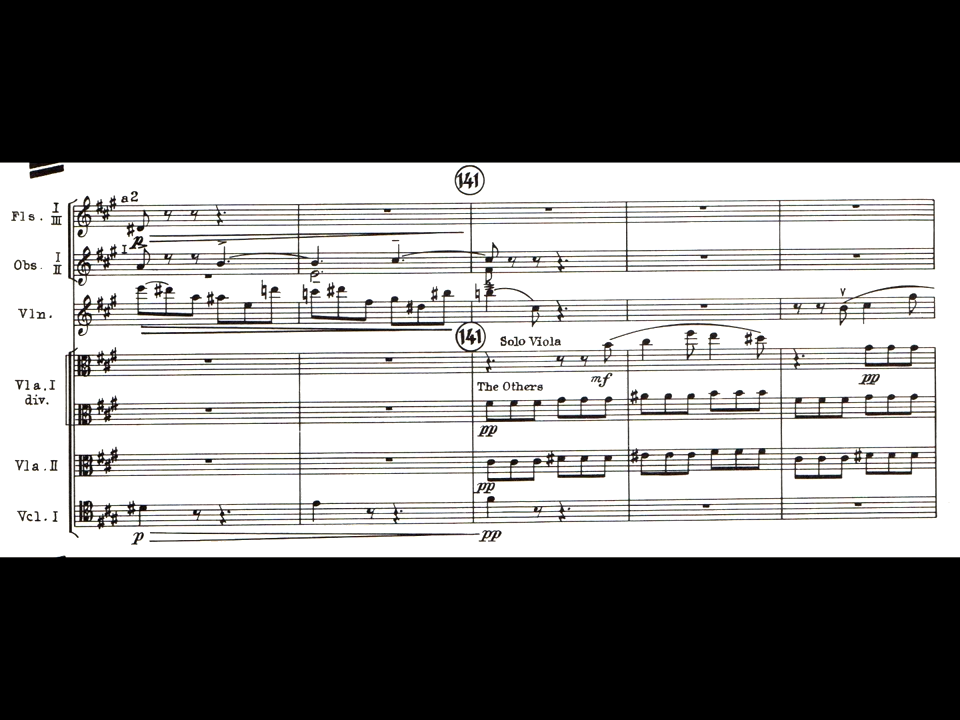 141
Fls. I III a2
p
Obs. I II I
Vln.
141 Solo Viola
mf
Vla. I div. pp
The Others
pp
Vla. II
pp
Vcl. I
p pp